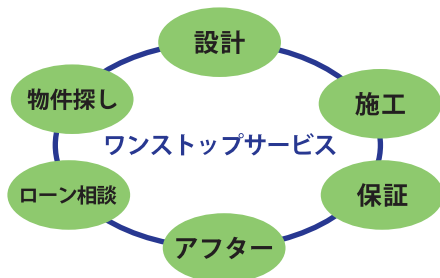 設計
物件探し
施工
ワンストップサービス
ローン相談
保証
アフター